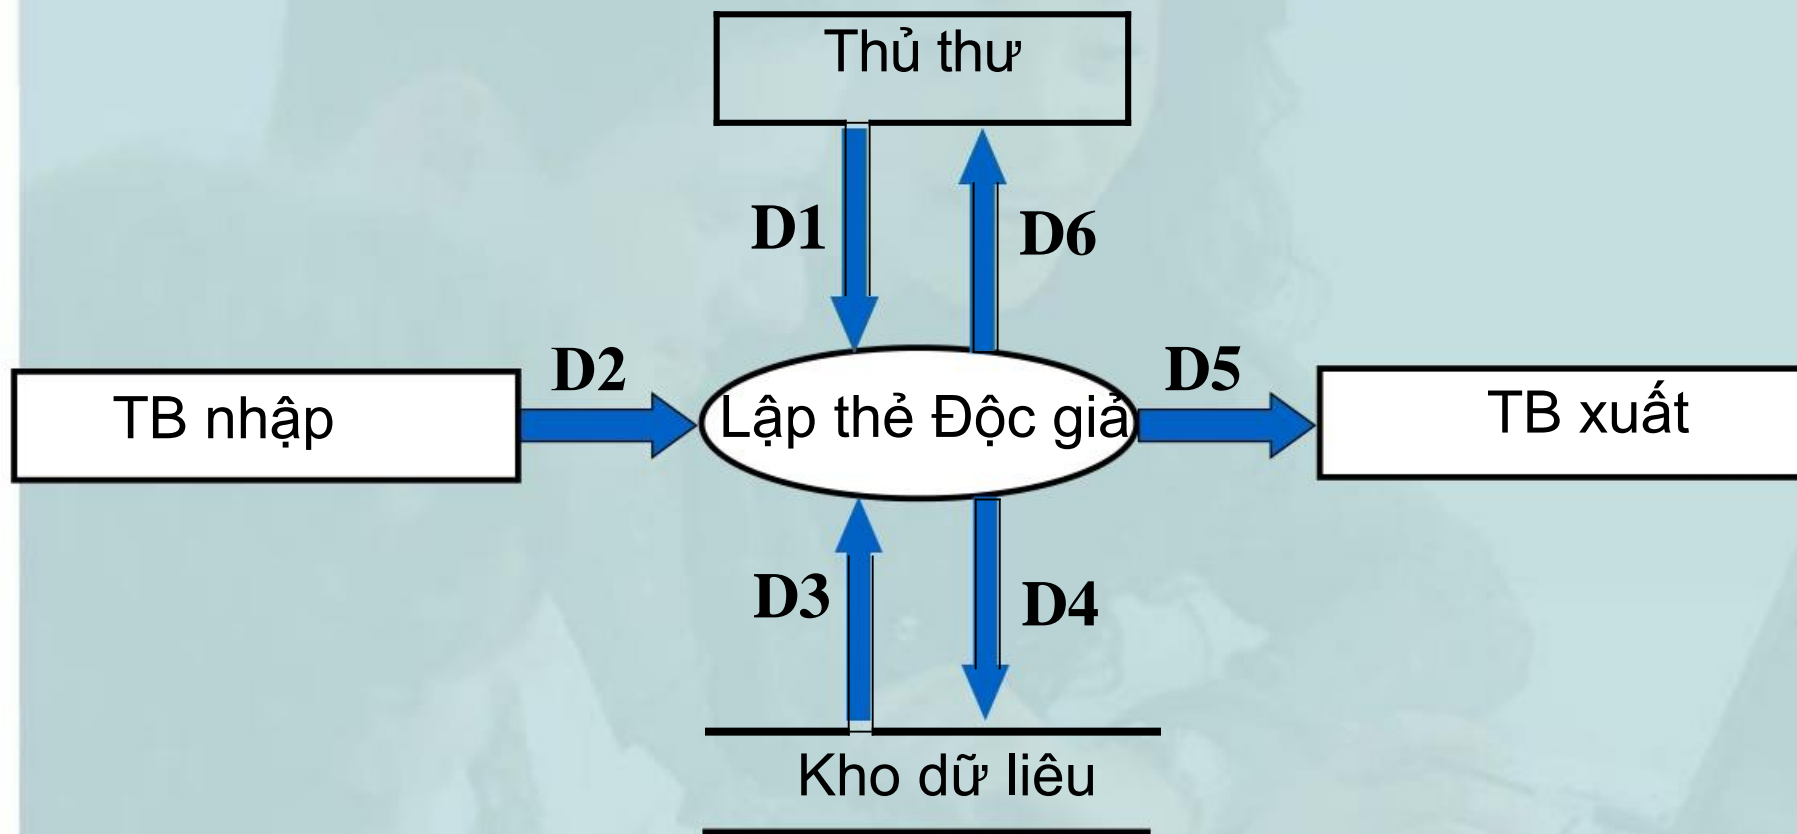 Thủ thư
D1
D6
D2
D5
TB nhập
Lập thẻ Độc giả
TB xuất
D3
D4
Kho dữ liêu